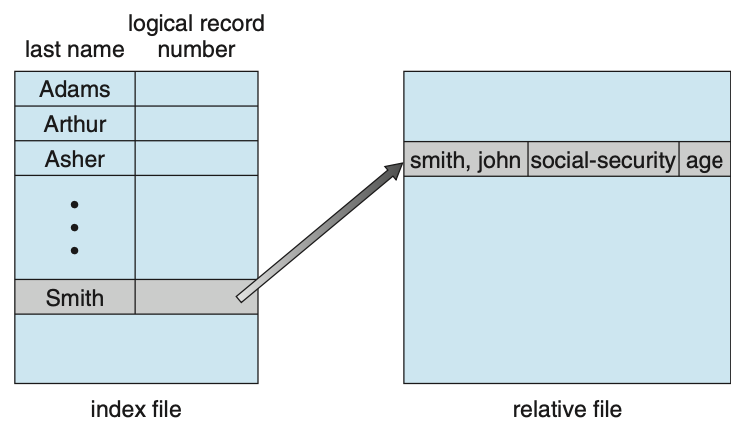 last name
logical record
number
Adams
Arthur
Asher
Smith
smith, john
social-security
age
index file
relative file